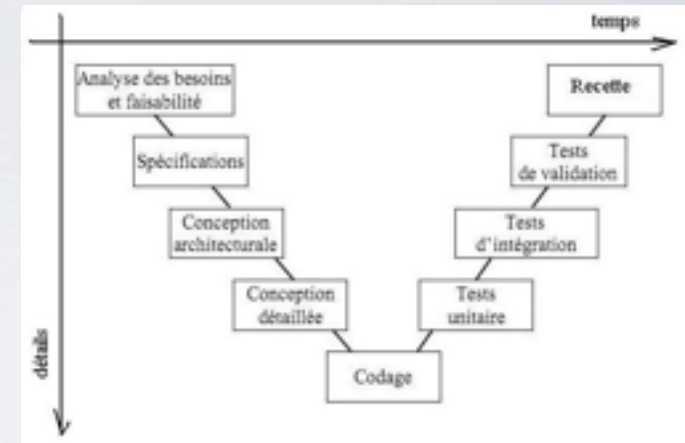 temps
Analyse des besoins
et faisabilité
Recette
Spécifications
Tests
de validation
Conception
architecturale
Tests
d'intégration
Conception
détaillée
Tests
unitaire
Codage
détails